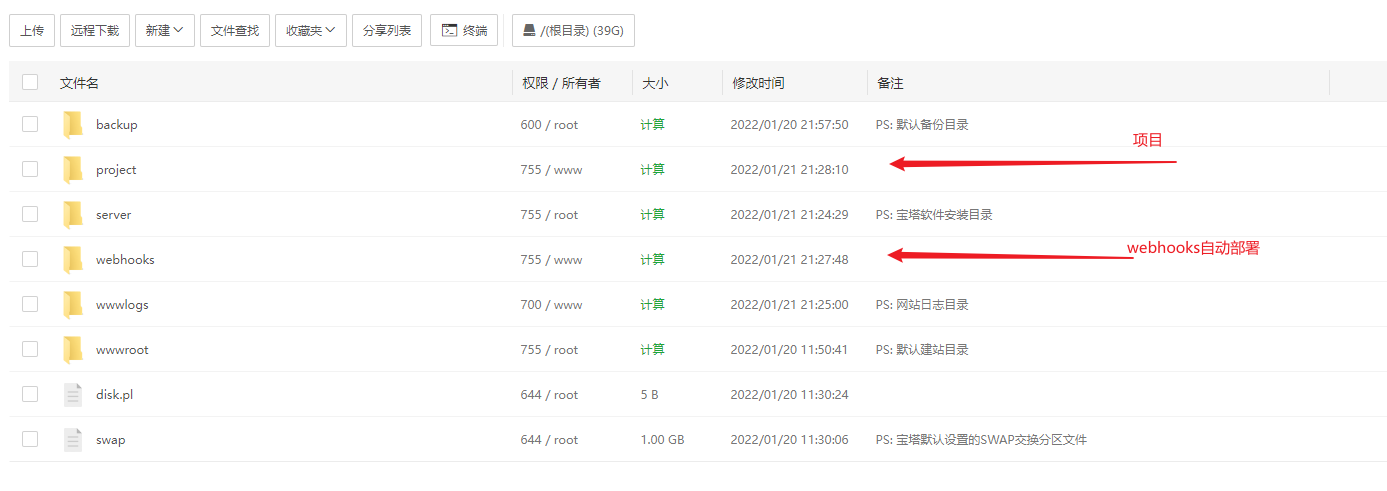 上传 远程下载 新建 文件查找 收藏夹 分享列表 终端 /(根目录) (39G)
文件名 权限 / 所有者 大小 修改时间 备注
backup 600 / root 计算 2022/01/20 21:57:50 PS: 默认备份目录
项目
project 755 / www 计算 2022/01/21 21:28:10
server 755 / root 计算 2022/01/21 21:24:29 PS: 宝塔软件安装目录
webhooks自动部署
webhooks 755 / www 计算 2022/01/21 21:27:48
wwwlogs 700 / www 计算 2022/01/21 21:25:00 PS: 网站日志目录
wwwroot 755 / root 计算 2022/01/20 11:50:41 PS: 默认建站目录
disk.pl 644 / root 5 B 2022/01/20 11:30:24
swap 644 / root 1.00 GB 2022/01/20 11:30:06 PS: 宝塔默认设置的SWAP交换分区文件